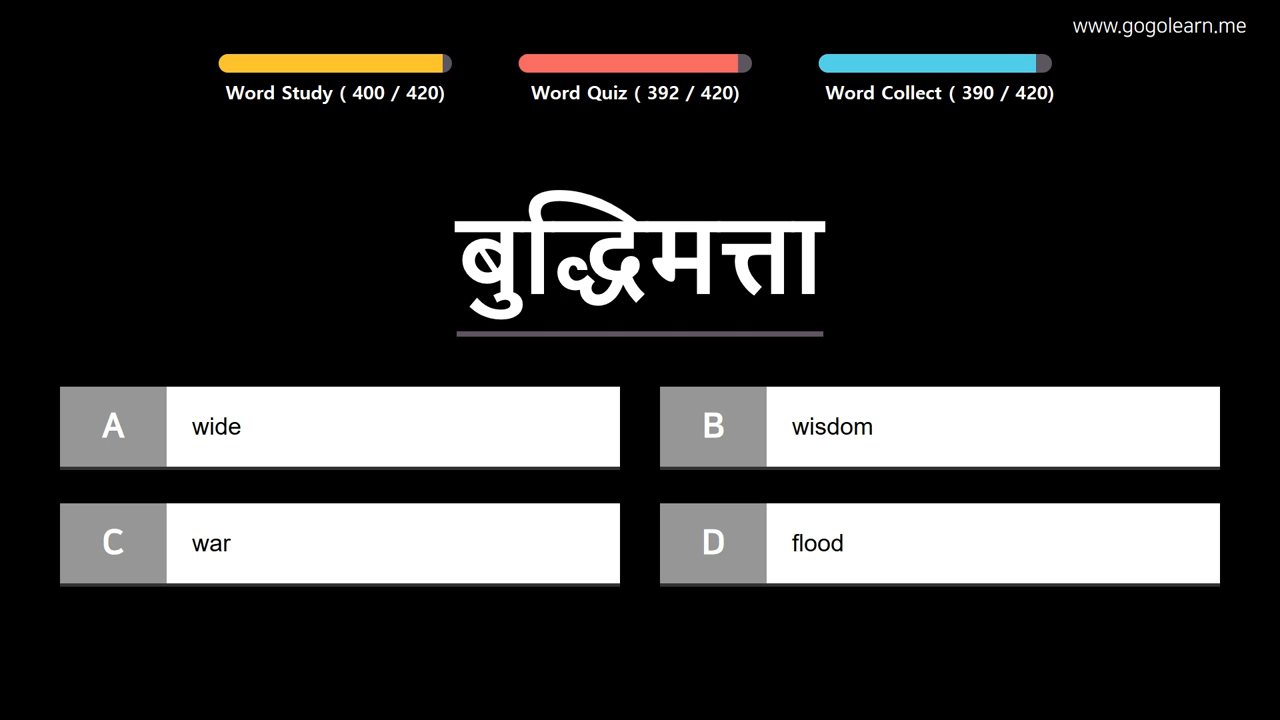 www.gogolearn.me
Word Study ( 400 / 420)
Word Quiz ( 392 / 420)
Word Collect ( 390 / 420)
बुद्धिमत्ता
A wide
B wisdom
C war
D flood